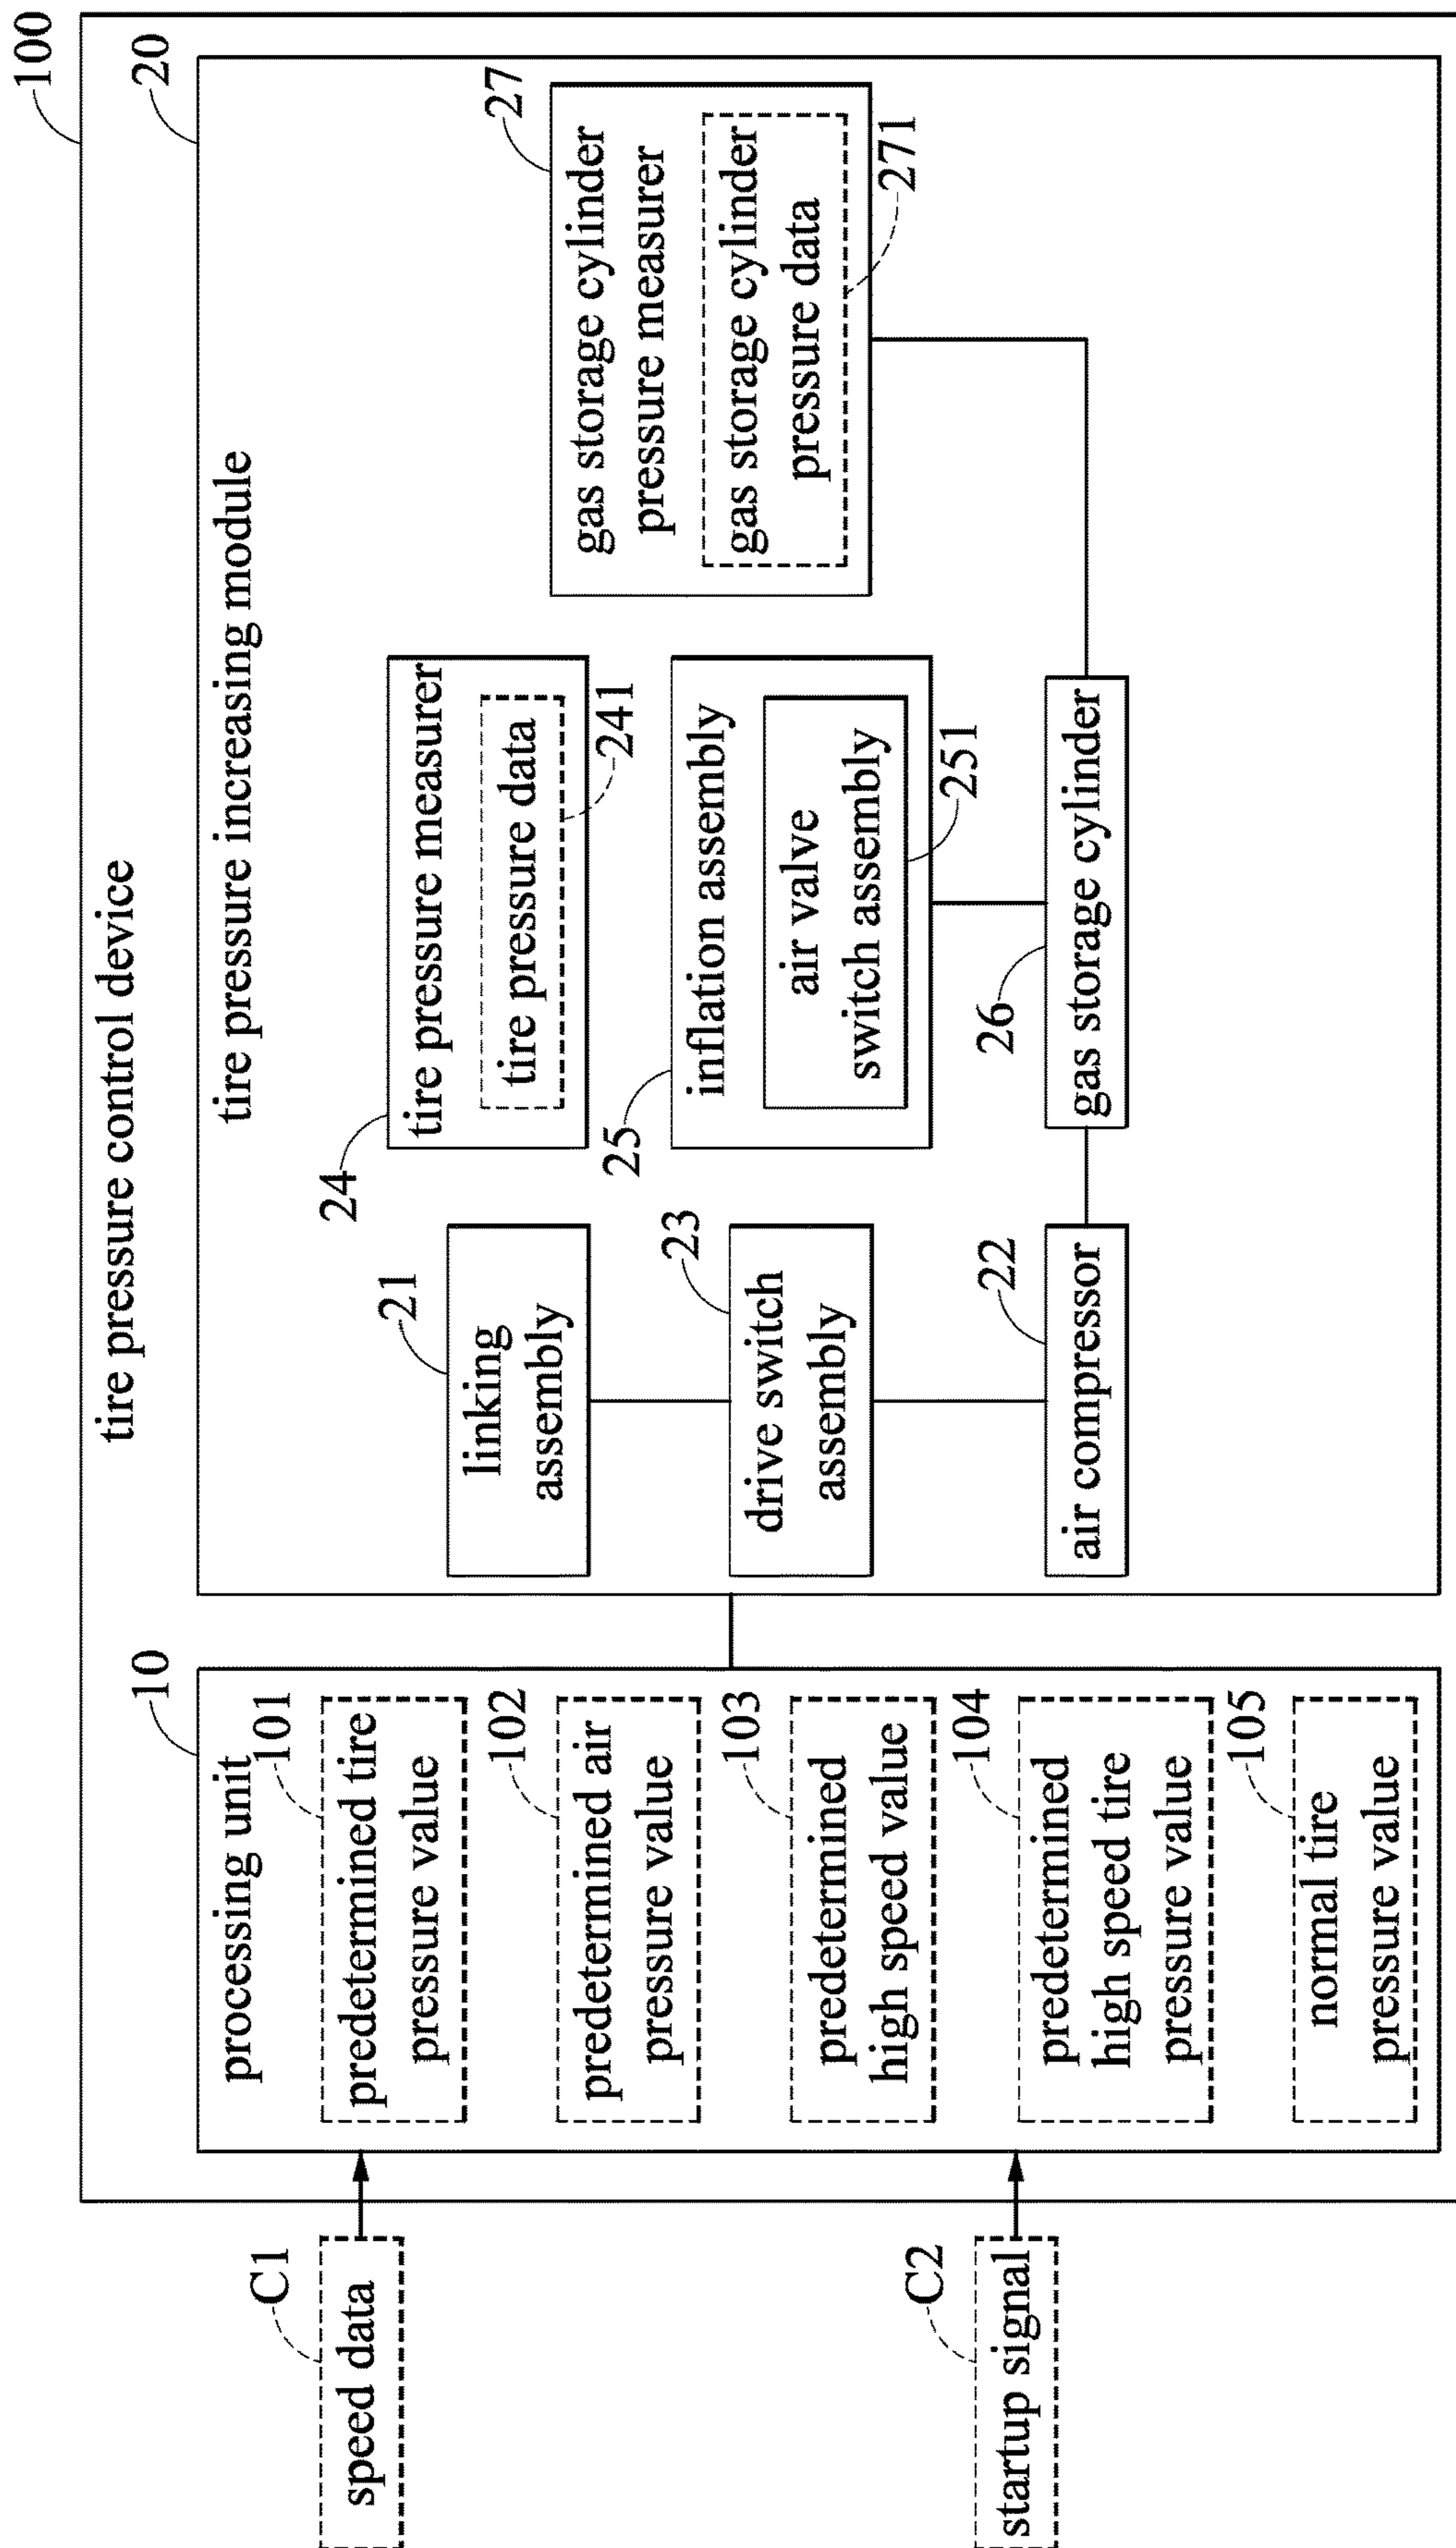 100
tire pressure control device
10
20
processing unit
tire pressure increasing module
C1
speed data
101
predetermined tire
pressure value
102
predetermined air
pressure value
103
predetermined
high speed value
C2
startup signal
104
predetermined
high speed tire
pressure value
105
normal tire
pressure value
21
linking
assembly
23
drive switch
assembly
22
air compressor
24
tire pressure measurer
tire pressure data
241
25
inflation assembly
air valve
switch assembly
251
26
gas storage cylinder
27
gas storage cylinder
pressure measurer
gas storage cylinder
pressure data
271